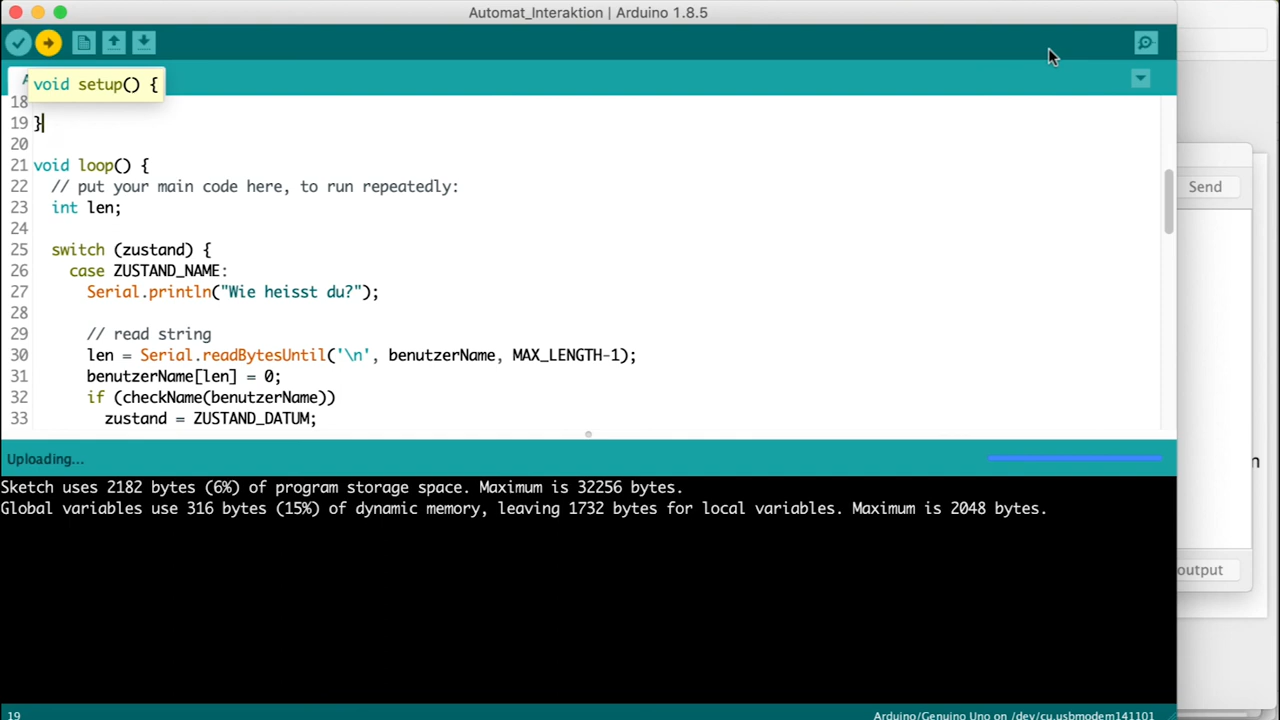 Automat_Interaktion | Arduino 1.8.5
void setup() {
18
19 }
20
21 void loop() {
22 // put your main code here, to run repeatedly:
23 int len;
24
25 switch (zustand) {
26 case ZUSTAND_NAME:
27 Serial.println("Wie heisst du?");
28
29 // read string
30 len = Serial.readBytesUntil('\n', benutzerName, MAX_LENGTH-1);
31 benutzerName[len] = 0;
32 if (checkName(benutzerName))
33 zustand = ZUSTAND_DATUM;
Send
Uploading...
Sketch uses 2182 bytes (6%) of program storage space. Maximum is 32256 bytes.
Global variables use 316 bytes (15%) of dynamic memory, leaving 1732 bytes for local variables. Maximum is 2048 bytes.
output
19
Arduino/Genuino Uno on /dev/cu.usbmodem141101